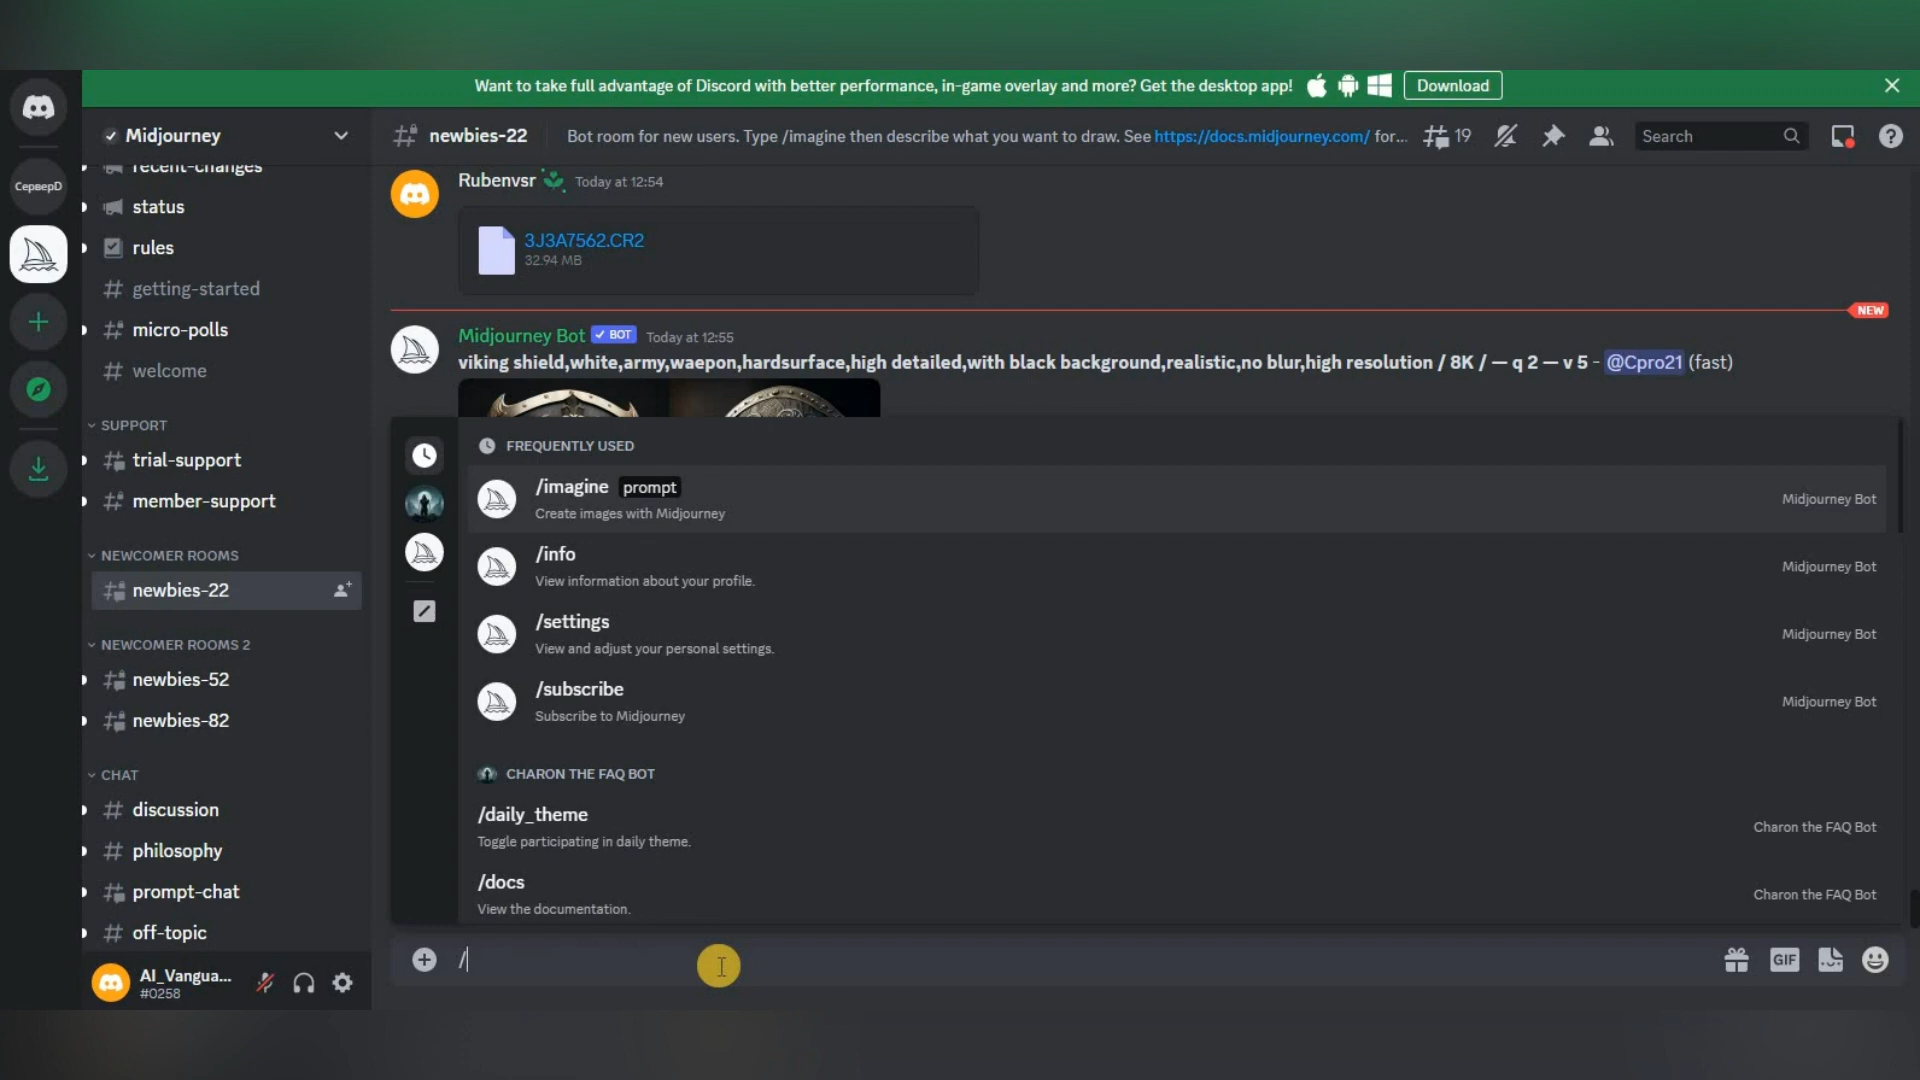 Want to take full advantage of Discord with better performance, in-game overlay and more? Get the desktop app! Download
СерверD
Midjourney
recent-changes
status
rules
getting-started
micro-polls
welcome
SUPPORT
trial-support
member-support
NEWCOMER ROOMS
newbies-22
NEWCOMER ROOMS 2
newbies-52
newbies-82
CHAT
discussion
philosophy
prompt-chat
off-topic
AI_Vangua...
#0258
newbies-22 Bot room for new users. Type /imagine then describe what you want to draw. See https://docs.midjourney.com/ for... 19 Search
Rubenvsr Today at 12:54
3J3A7562.CR2
32.94 MB
NEW
Midjourney Bot BOT Today at 12:55
viking shield,white,army,waepon,hardsurface,high detailed,with black background,realistic,no blur,high resolution / 8K / — q 2 — v 5 - @Cpro21 (fast)
FREQUENTLY USED
/imagine prompt
Create images with Midjourney
Midjourney Bot
/info
View information about your profile.
Midjourney Bot
/settings
View and adjust your personal settings.
Midjourney Bot
/subscribe
Subscribe to Midjourney
Midjourney Bot
CHARON THE FAQ BOT
/daily_theme
Toggle participating in daily theme.
Charon the FAQ Bot
/docs
View the documentation.
Charon the FAQ Bot
/
GIF